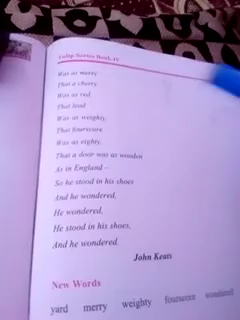 Tulip Series Book, IV
Was as merry
That a cherry
Was as red,
That lead
Was as weighty,
That fourscore
Was as eighty,
That a door was as wooden
As in England –
So he stood in his shoes
And he wondered,
He wondered,
He stood in his shoes,
And he wondered.
John Keats
New Words
yard merry weighty fourscore wondered